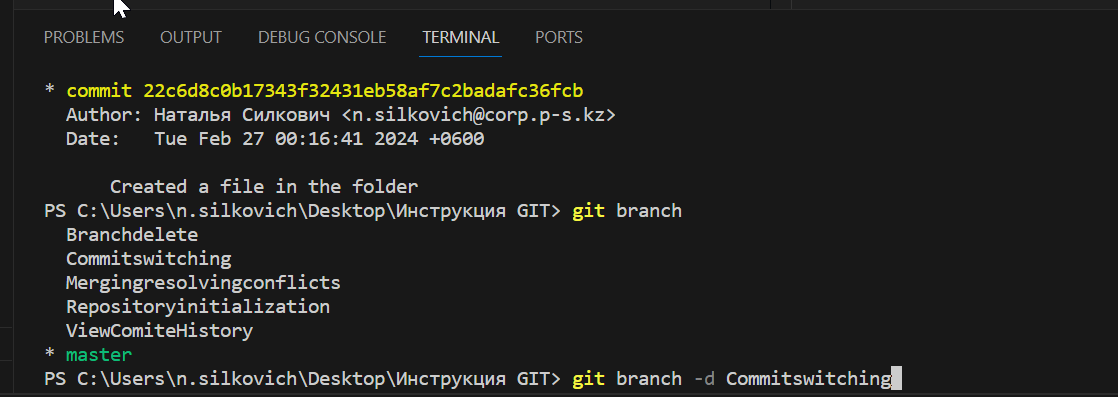 PROBLEMS OUTPUT DEBUG CONSOLE TERMINAL PORTS
* commit 22c6d8c0b17343f32431eb58af7c2badafc36fcb
Author: Наталья Силкович <n.silkovich@corp.p-s.kz>
Date: Tue Feb 27 00:16:41 2024 +0600
Created a file in the folder
PS C:\Users\n.silkovich\Desktop\Инструкция GIT> git branch
Branchdelete
Commitswitching
Mergingresolvingconflicts
Repositoryinitialization
ViewComiteHistory
* master
PS C:\Users\n.silkovich\Desktop\Инструкция GIT> git branch -d Commitswitching